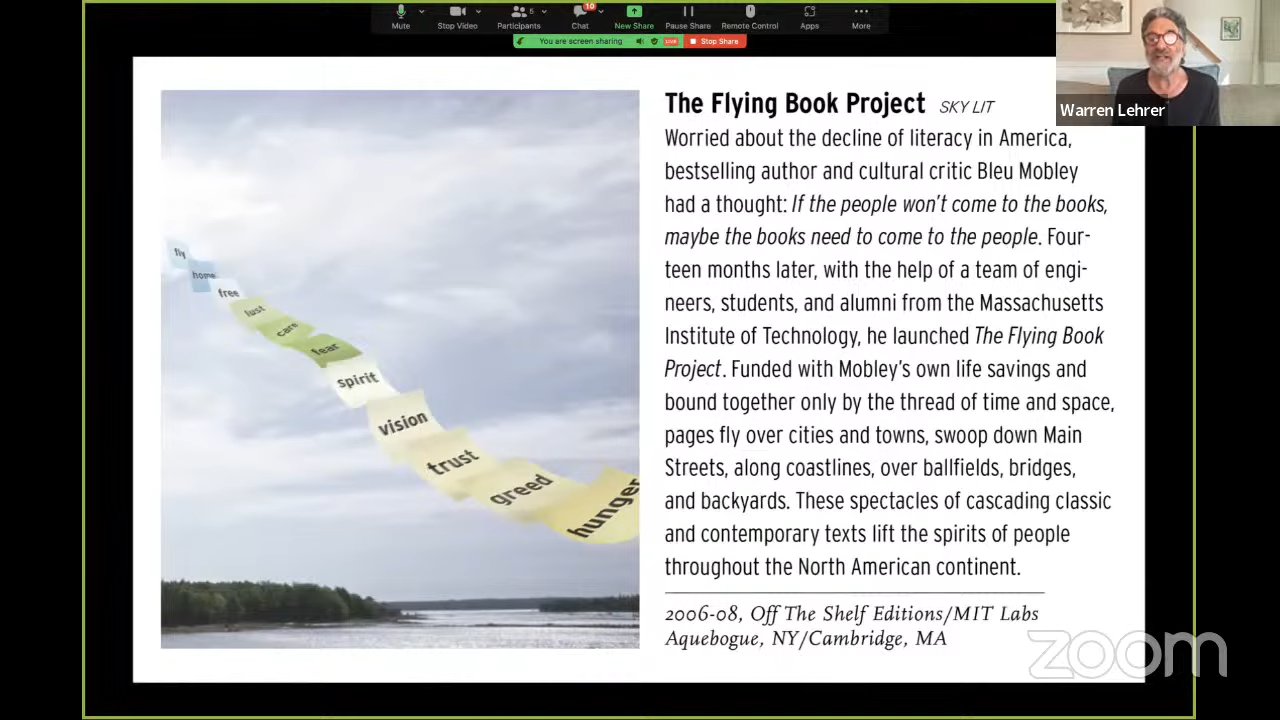 10
5
Mute
Stop Video
Participants
Chat
New Share
Pause Share
Remote Control
Apps
More
You are screen sharing
LIVE
Stop Share
Warren Lehrer
fly
home
free
lust
care
fear
spirit
vision
trust
greed
hunger
The Flying Book Project SKY LIT
Worried about the decline of literacy in America,
bestselling author and cultural critic Bleu Mobley
had a thought: If the people won't come to the books,
maybe the books need to come to the people. Four-
teen months later, with the help of a team of engi-
neers, students, and alumni from the Massachusetts
Institute of Technology, he launched The Flying Book
Project. Funded with Mobley's own life savings and
bound together only by the thread of time and space,
pages fly over cities and towns, swoop down Main
Streets, along coastlines, over ballfields, bridges,
and backyards. These spectacles of cascading classic
and contemporary texts lift the spirits of people
throughout the North American continent.
2006-08, Off The Shelf Editions/MIT Labs
Aquebogue, NY/Cambridge, MA
zoom